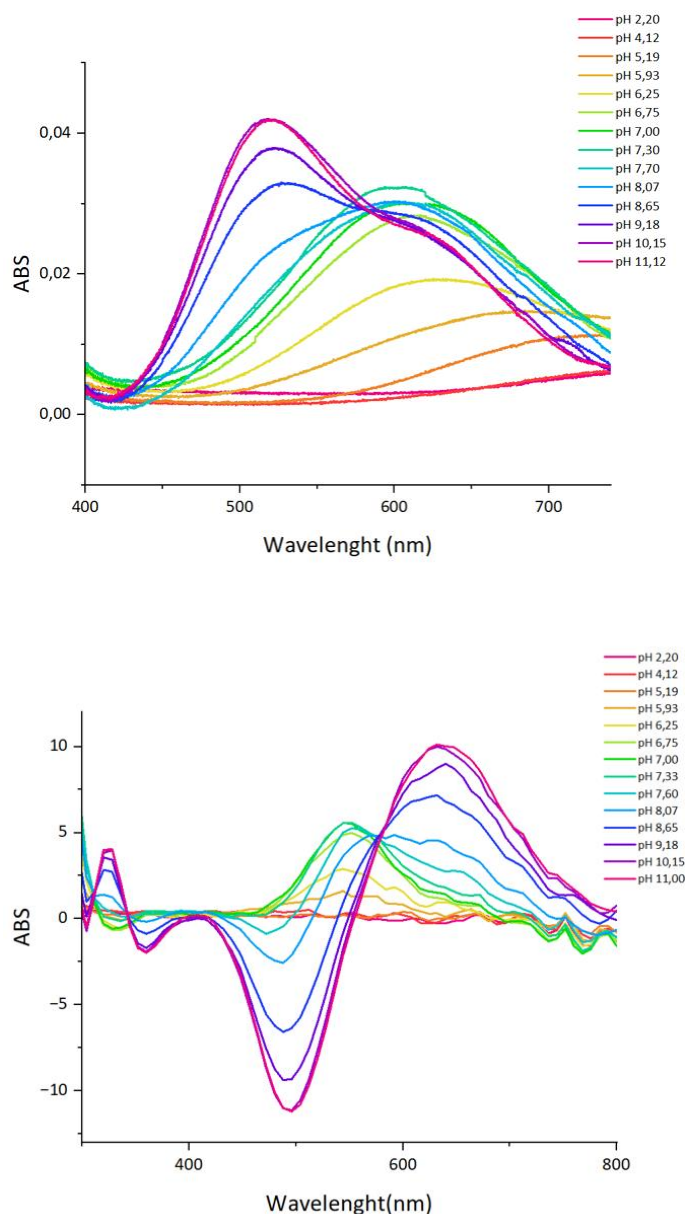 pH 2,20
pH 4,12
pH 5,19
pH 5,93
pH 6,25
pH 6,75
pH 7,00
pH 7,30
pH 7,70
pH 8,07
pH 8,65
pH 9,18
pH 10,15
pH 11,12
0,04
0,02
0,00
ABS
400 500 600 700
Wavelenght (nm)
pH 2,20
pH 4,12
pH 5,19
pH 5,93
pH 6,25
pH 6,75
pH 7,00
pH 7,33
pH 7,60
pH 8,07
pH 8,65
pH 9,18
pH 10,15
pH 11,00
10
5
0
−5
−10
ABS
400 600 800
Wavelenght(nm)